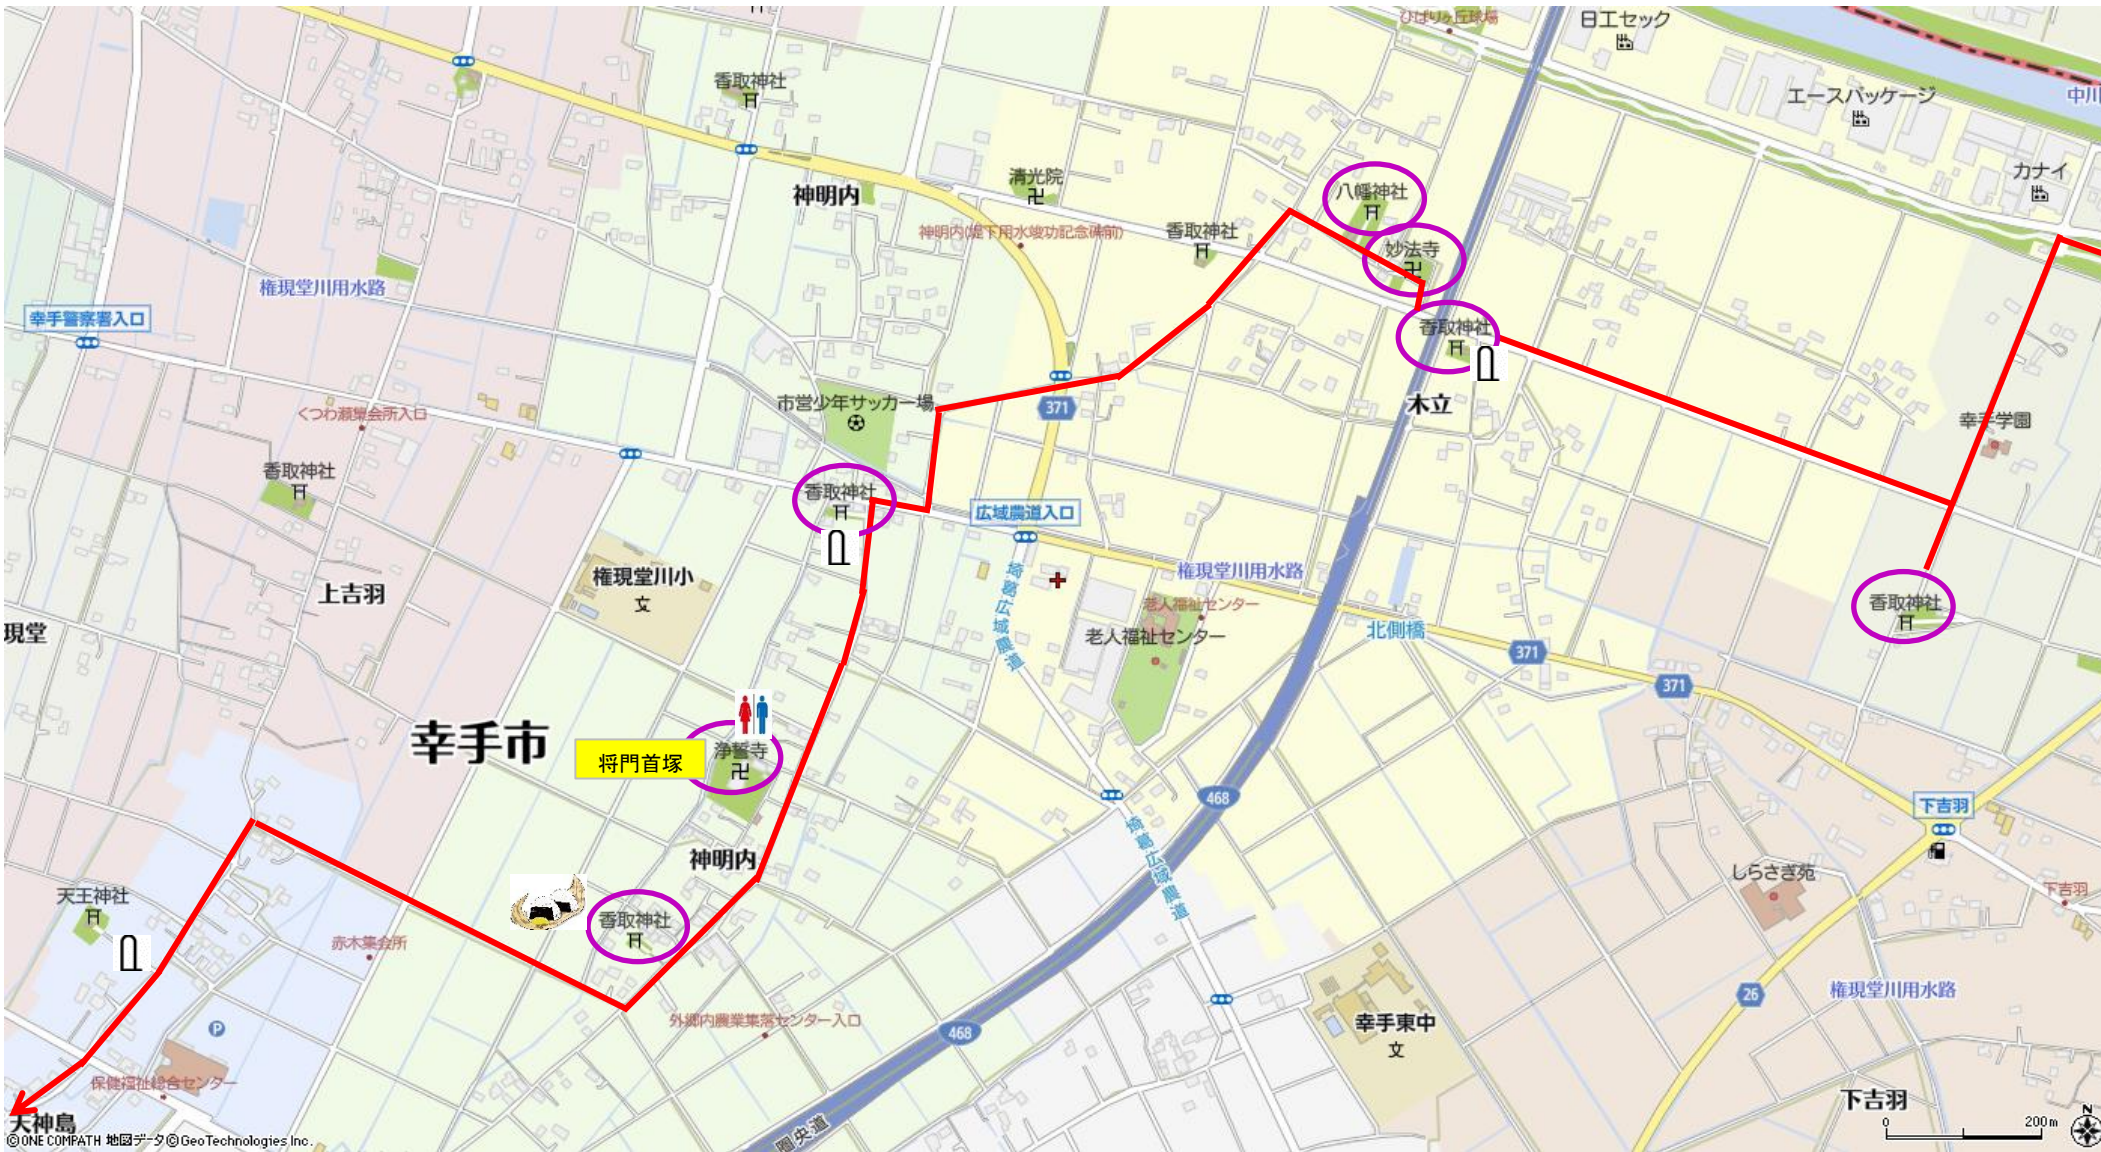 ひばりヶ丘球場
日工セック
香取神社
エースパッケージ
中川
カナイ
神明内
清光院
八幡神社
神明内(堤下用水竣功記念碑前)
香取神社
妙法寺
権現堂川用水路
幸手警察署入口
香取神社
市営少年サッカー場
371
木立
幸手学園
くつわ瀬集会所入口
香取神社
香取神社
広域農道入口
権現堂川小
文
埼葛広域農道
権現堂川用水路
老人福祉センター
老人福祉センター
北側橋
香取神社
上吉羽
現堂
371
371
幸手市
浄誓寺
将門首塚
468
下吉羽
埼葛広域農道
神明内
しらさぎ苑
下吉羽
天王神社
香取神社
赤木集会所
26
権現堂川用水路
P
外郷内農業集落センター入口
468
幸手東中
文
保健福祉総合センター
天神島
圏央道
下吉羽
N
0 200m
©ONE COMPATH 地図データ©GeoTechnologies Inc.